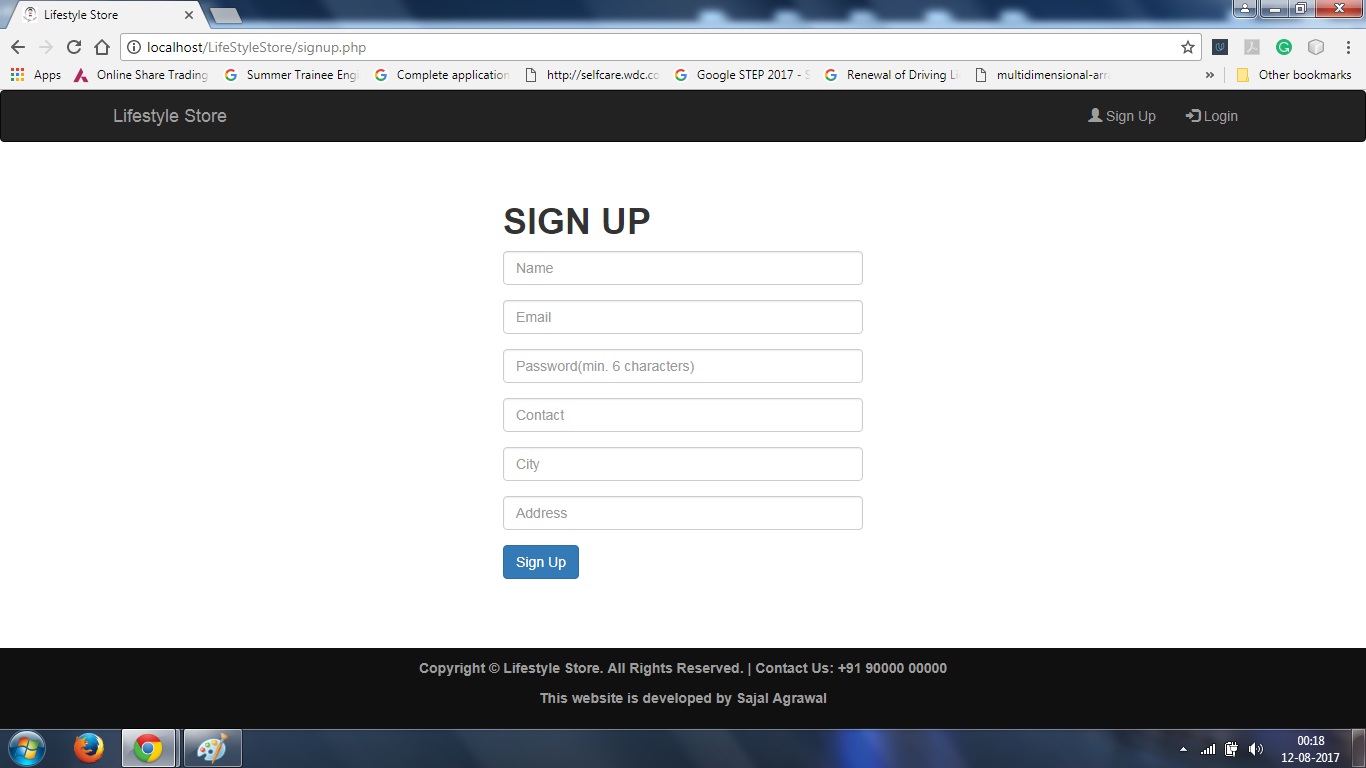 Lifestyle Store
localhost/LifeStyleStore/signup.php
Apps Online Share Trading Summer Trainee Eng Complete application http://selfcare.wdc.co Google STEP 2017 - S Renewal of Driving Li multidimensional-arra » Other bookmarks
Lifestyle Store Sign Up Login
SIGN UP
Name
Email
Password(min. 6 characters)
Contact
City
Address
Sign Up
Copyright © Lifestyle Store. All Rights Reserved. | Contact Us: +91 90000 00000
This website is developed by Sajal Agrawal
00:18
12-08-2017